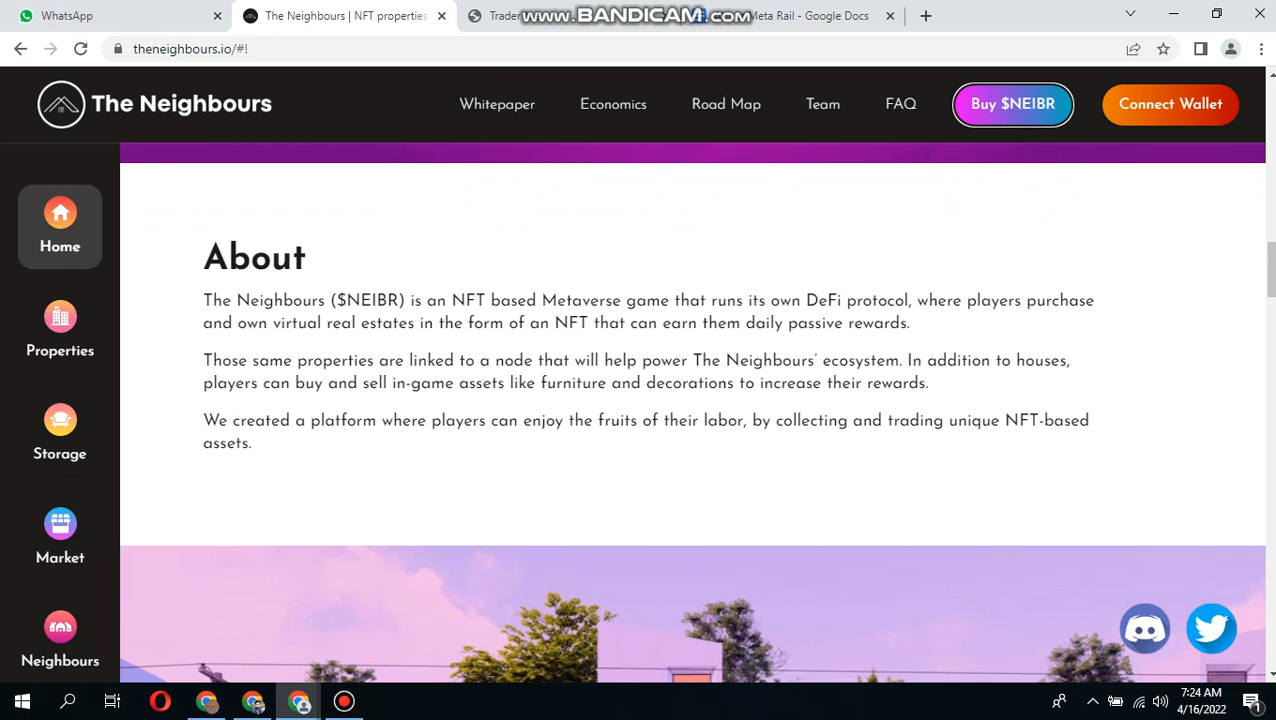 WhatsApp
The Neighbours | NFT properties
Trader
www.BANDICAM.com
Meta Rail - Google Docs
theneighbours.io/#!
The Neighbours
Whitepaper
Economics
Road Map
Team
FAQ
Buy $NEIBR
Connect Wallet
Home
Properties
Storage
Market
Neighbours
About
The Neighbours ($NEIBR) is an NFT based Metaverse game that runs its own DeFi protocol, where players purchase
and own virtual real estates in the form of an NFT that can earn them daily passive rewards.
Those same properties are linked to a node that will help power The Neighbours’ ecosystem. In addition to houses,
players can buy and sell in-game assets like furniture and decorations to increase their rewards.
We created a platform where players can enjoy the fruits of their labor, by collecting and trading unique NFT-based
assets.
7:24 AM
4/16/2022
1